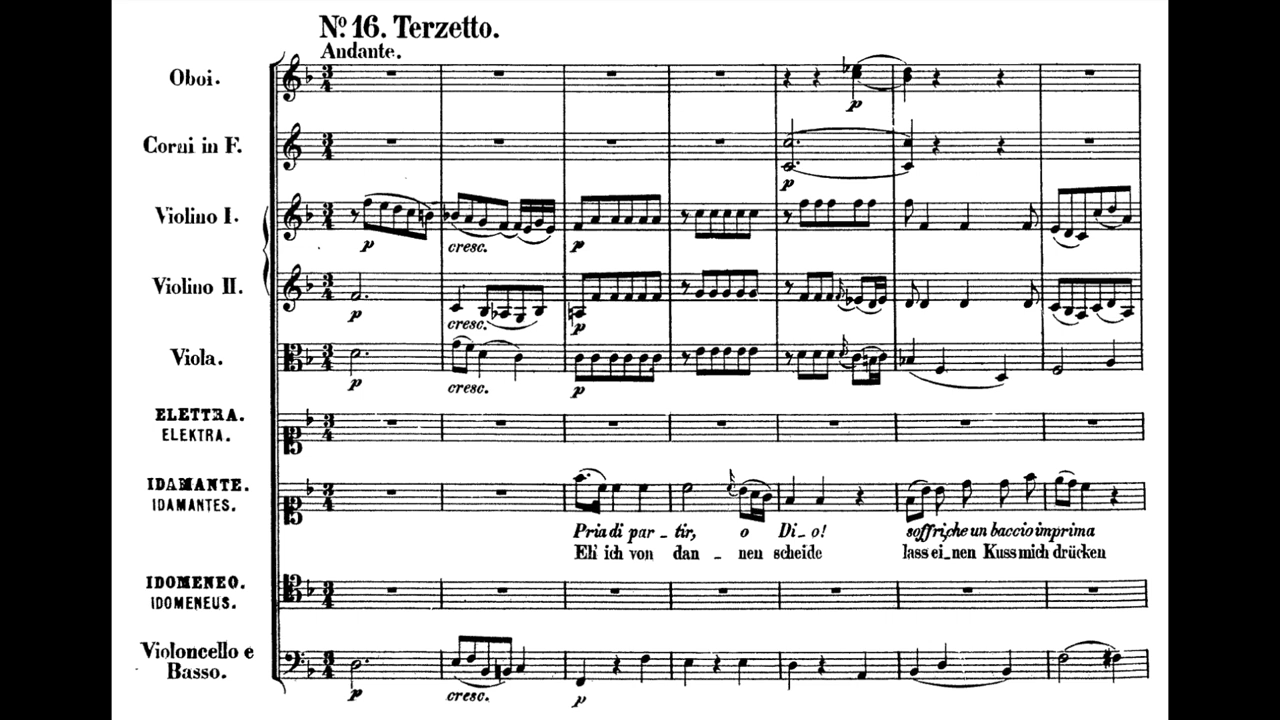 Nº 16. Terzetto.
Andante.
Oboi.
p
Corni in F.
p
Violino I.
p cresc. p
Violino II.
p cresc. p
Viola.
p cresc. p
ELETTRA.
ELEKTRA.
IDAMANTE.
IDAMANTES.
Pria di par - tir, o Di - o! soffri, che un baccio imprima
Eh' ich von dan - nen scheide lass ei - nen Kuss mich drücken
IDOMENEO.
IDOMENEUS.
Violoncello e
Basso.
p cresc. p